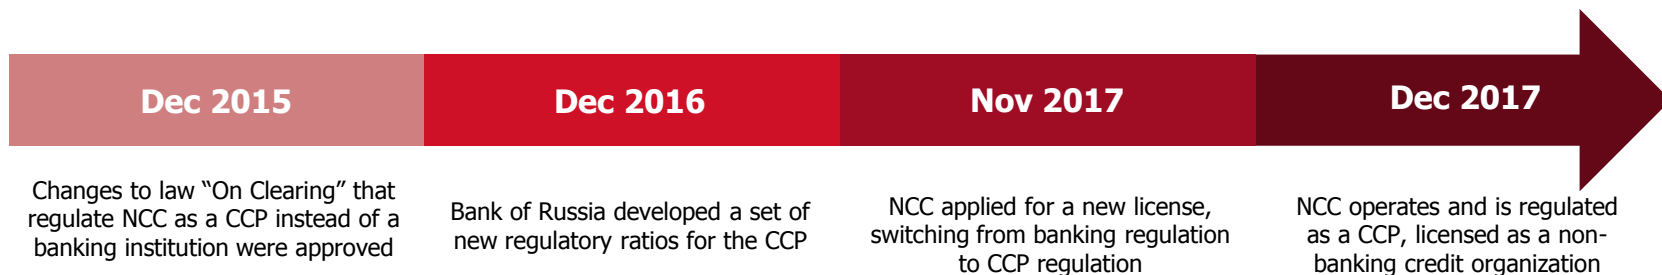 Dec 2015
Dec 2016
Nov 2017
Dec 2017
Changes to law “On Clearing” that
regulate NCC as a CCP instead of a
banking institution were approved
Bank of Russia developed a set of
new regulatory ratios for the CCP
NCC applied for a new license,
switching from banking regulation
to CCP regulation
NCC operates and is regulated
as a CCP, licensed as a non-
banking credit organization